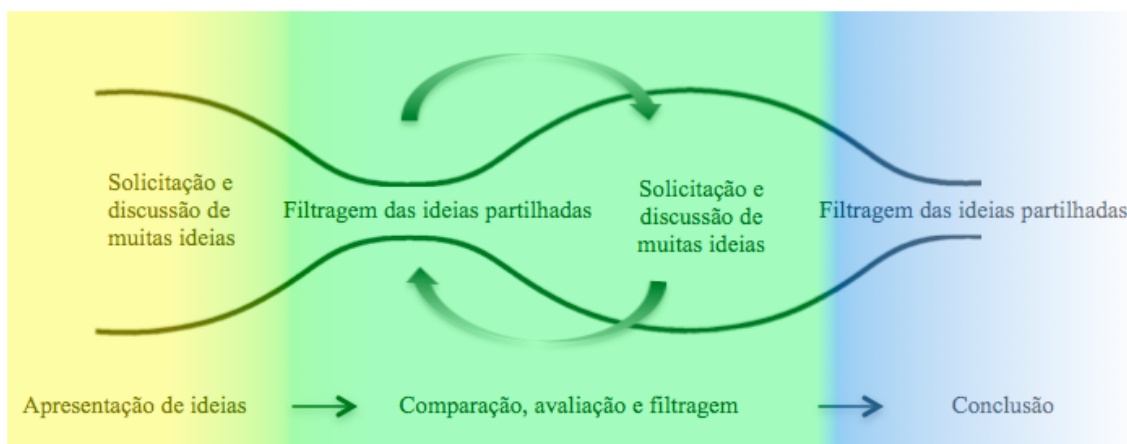 Solicitação e
discussão de
muitas ideias
Filtragem das ideias partilhadas
Solicitação e
discussão de
muitas ideias
Filtragem das ideias partilhadas
Apresentação de ideias
Comparação, avaliação e filtragem
Conclusão